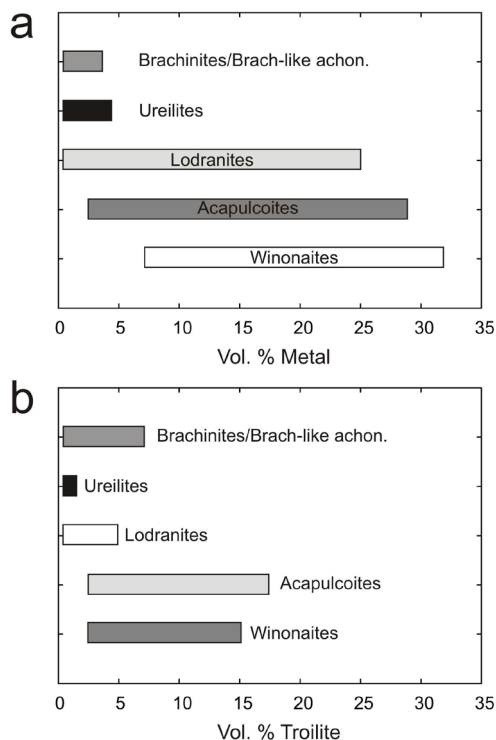 a
Brachinites/Brach-like achon.
Ureilites
Lodranites
Acapulcoites
Winonaites
0 5 10 15 20 25 30 35
Vol. % Metal
b
Brachinites/Brach-like achon.
Ureilites
Lodranites
Acapulcoites
Winonaites
0 5 10 15 20 25 30 35
Vol. % Troilite